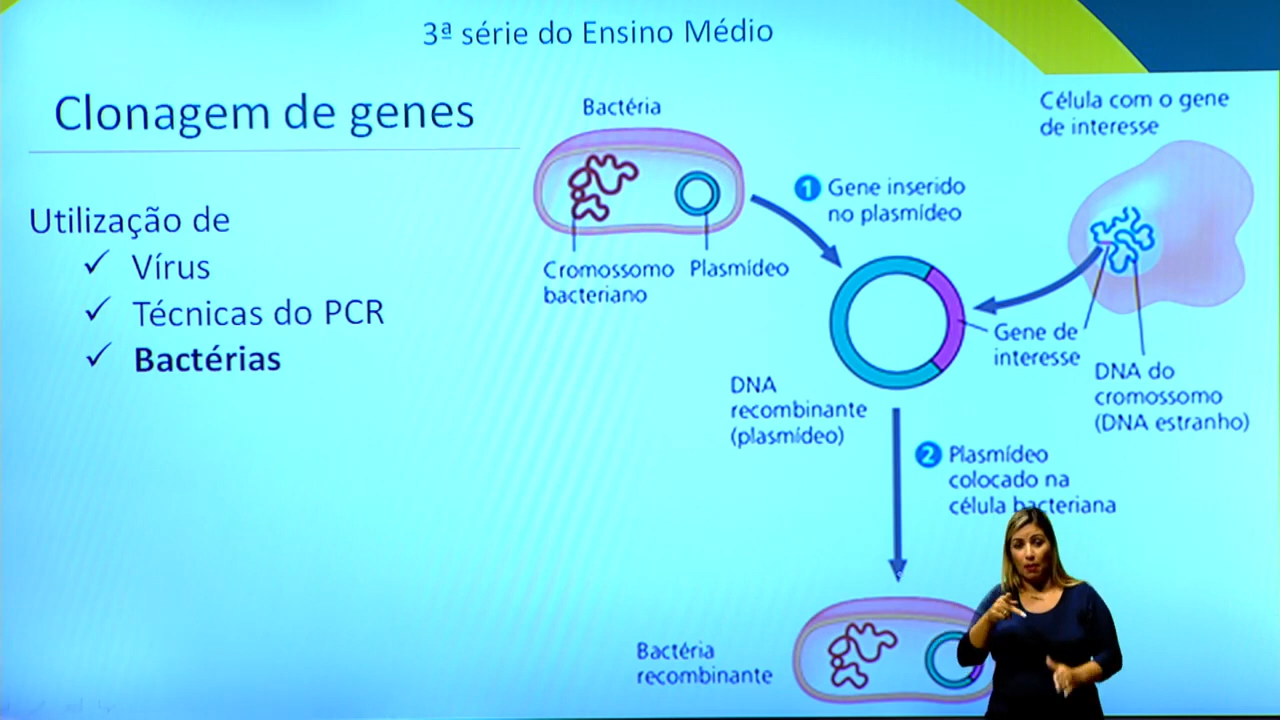 3ª série do Ensino Médio
Clonagem de genes
Utilização de
✓ Vírus
✓ Técnicas do PCR
✓ Bactérias
Bactéria
Cromossomo
bacteriano
Plasmídeo
1 Gene inserido
no plasmídeo
Célula com o gene
de interesse
Gene de
interesse
DNA do
cromossomo
(DNA estranho)
DNA
recombinante
(plasmídeo)
2 Plasmídeo
colocado na
célula bacteriana
Bactéria
recombinante